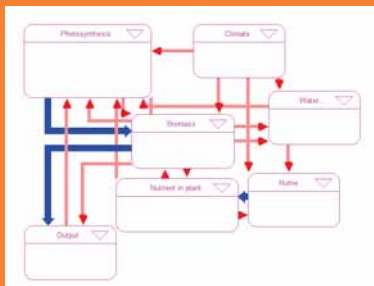 Photosynthesis
Climate
Water...
Biomass
Nutrient in plant
Nutrie
Output